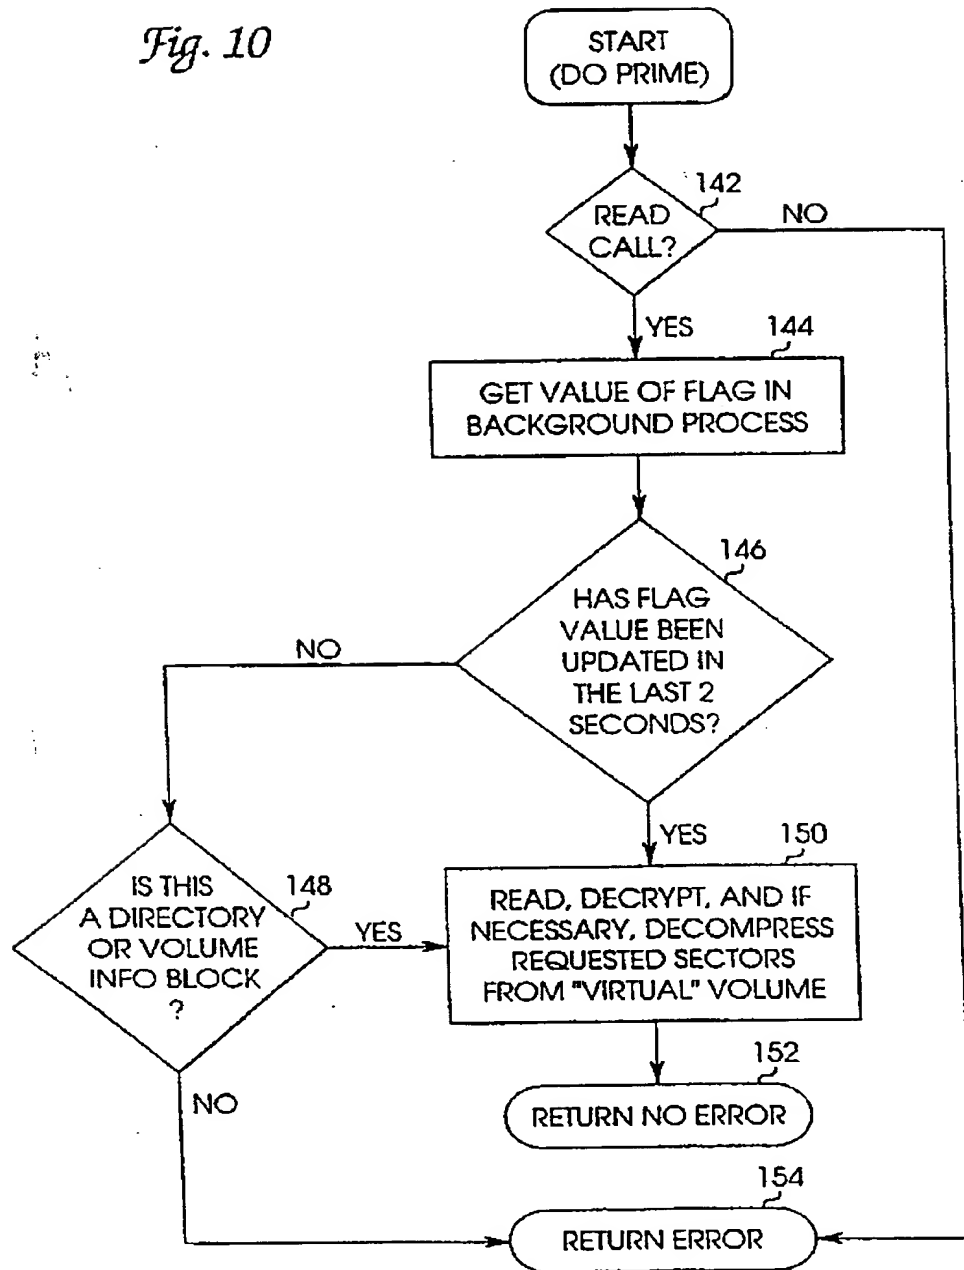 Fig. 10
START
(DO PRIME)
142
READ
CALL?
NO
YES
144
GET VALUE OF FLAG IN
BACKGROUND PROCESS
146
HAS FLAG
VALUE BEEN
UPDATED IN
THE LAST 2
SECONDS?
NO
YES
148
IS THIS
A DIRECTORY
OR VOLUME
INFO BLOCK
?
YES
150
READ, DECRYPT, AND IF
NECESSARY, DECOMPRESS
REQUESTED SECTORS
FROM "VIRTUAL" VOLUME
NO
152
RETURN NO ERROR
154
RETURN ERROR